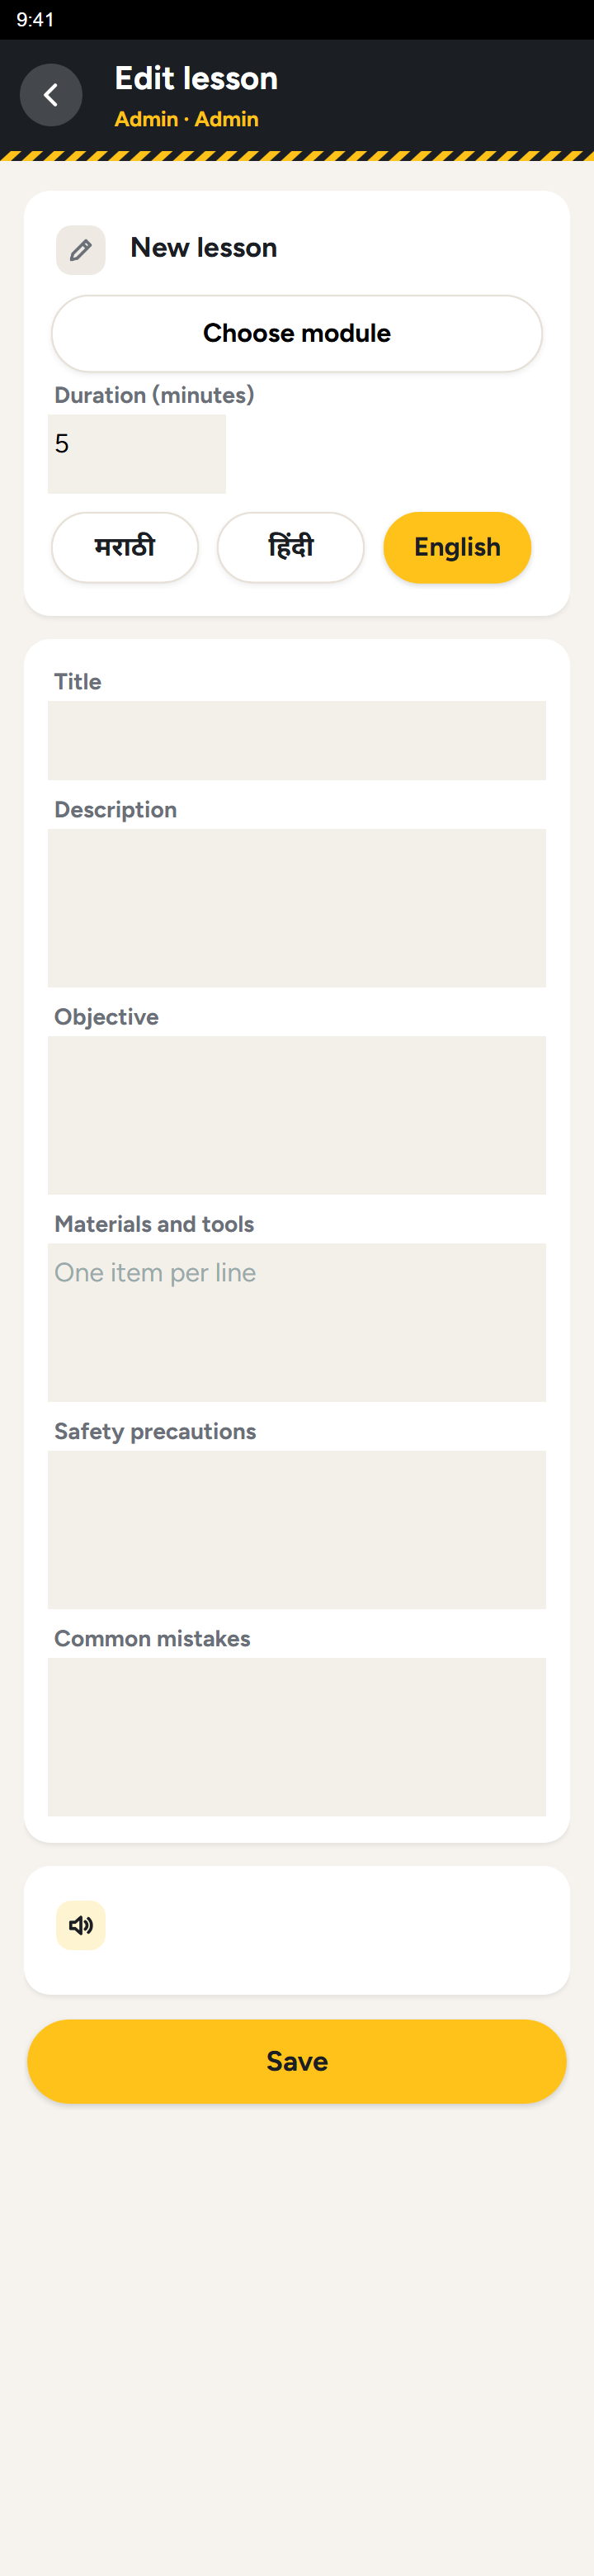 9:41
Edit lesson
Admin · Admin
New lesson
Choose module
Duration (minutes)
5
मराठी
हिंदी
English
Title
Description
Objective
Materials and tools
One item per line
Safety precautions
Common mistakes
Save